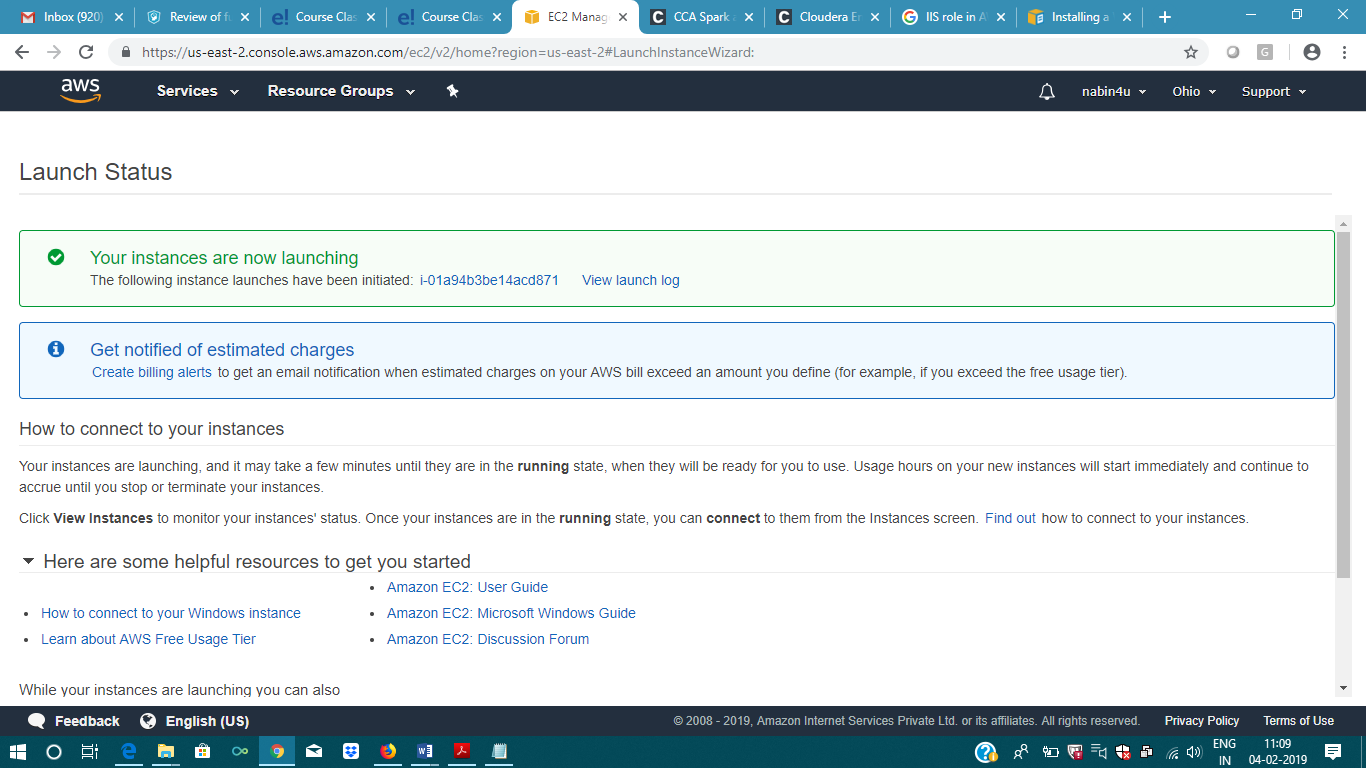 Inbox (920)
Review of fu
Course Clas
Course Clas
EC2 Manag
CCA Spark a
Cloudera En
IIS role in A
Installing a
https://us-east-2.console.aws.amazon.com/ec2/v2/home?region=us-east-2#LaunchInstanceWizard:
aws
Services
Resource Groups
nabin4u
Ohio
Support
Launch Status
Your instances are now launching
The following instance launches have been initiated: i-01a94b3be14acd871 View launch log
Get notified of estimated charges
Create billing alerts to get an email notification when estimated charges on your AWS bill exceed an amount you define (for example, if you exceed the free usage tier).
How to connect to your instances
Your instances are launching, and it may take a few minutes until they are in the running state, when they will be ready for you to use. Usage hours on your new instances will start immediately and continue to
accrue until you stop or terminate your instances.
Click View Instances to monitor your instances' status. Once your instances are in the running state, you can connect to them from the Instances screen. Find out how to connect to your instances.
Here are some helpful resources to get you started
• Amazon EC2: User Guide
• How to connect to your Windows instance
• Amazon EC2: Microsoft Windows Guide
• Learn about AWS Free Usage Tier
• Amazon EC2: Discussion Forum
While your instances are launching you can also
Feedback
English (US)
© 2008 - 2019, Amazon Internet Services Private Ltd. or its affiliates. All rights reserved.
Privacy Policy
Terms of Use
ENG
IN
11:09
04-02-2019